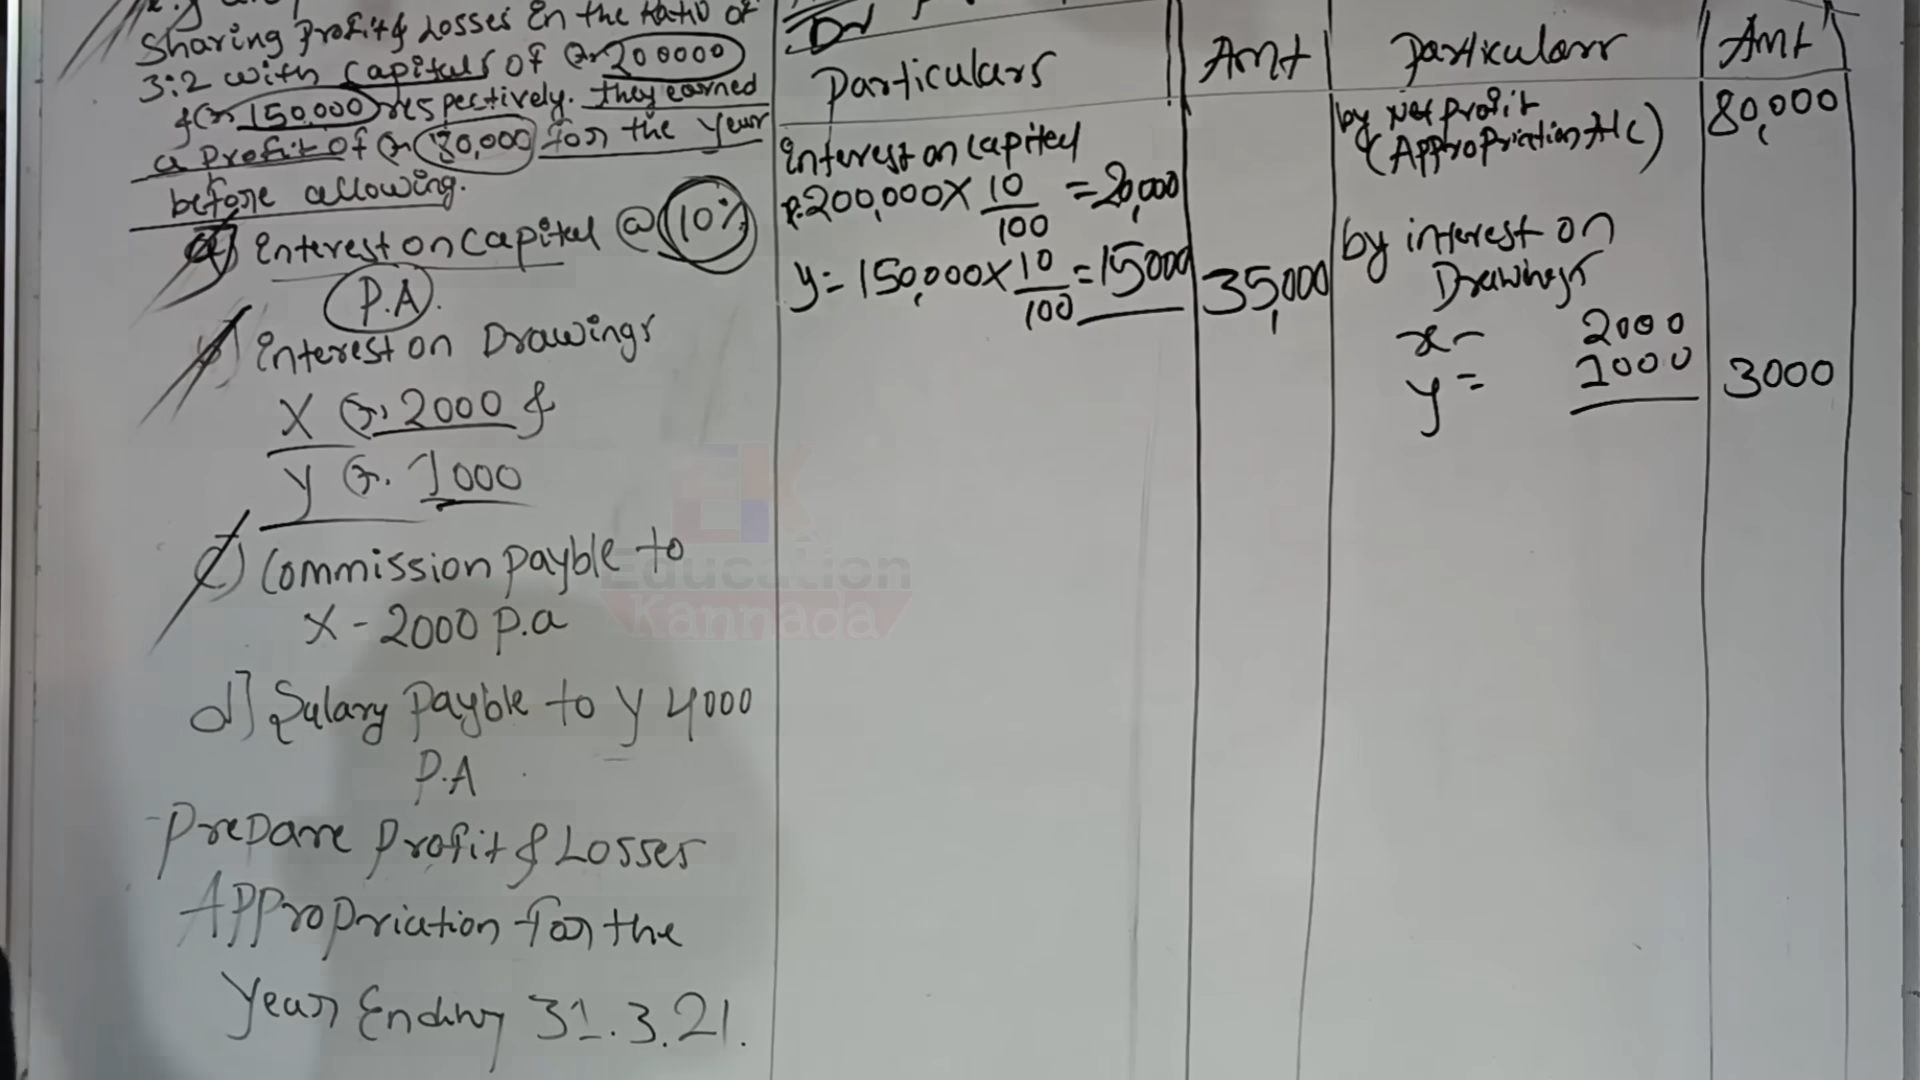 Sharing Profit & Losses in the ratio of
3:2 with capitals of Rs 200000
& Rs 150,000 respectively. they earned
a profit of Rs 80,000 for the year
before allowing.
a) interest on capital @ 10%
P.A.
b) interest on Drawings
X Rs. 2000 &
Y Rs. 1000
c) Commission payble to
X - 2000 p.a
d] Salary payble to Y 4000
P.A
- Prepare Profit & Losses
Appropriation for the
Year Ending 31.3.21.
Dr
Particulars Amt Particularr Amt
interest on capital
200,000 X 10/100 = 20,000
y = 150,000 X 10/100 = 15000 35,000
by Net profit 80,000
(Appropriation A/c)
by interest on
Drawings
x - 2000
y = 1000 3000
Education
Kannada